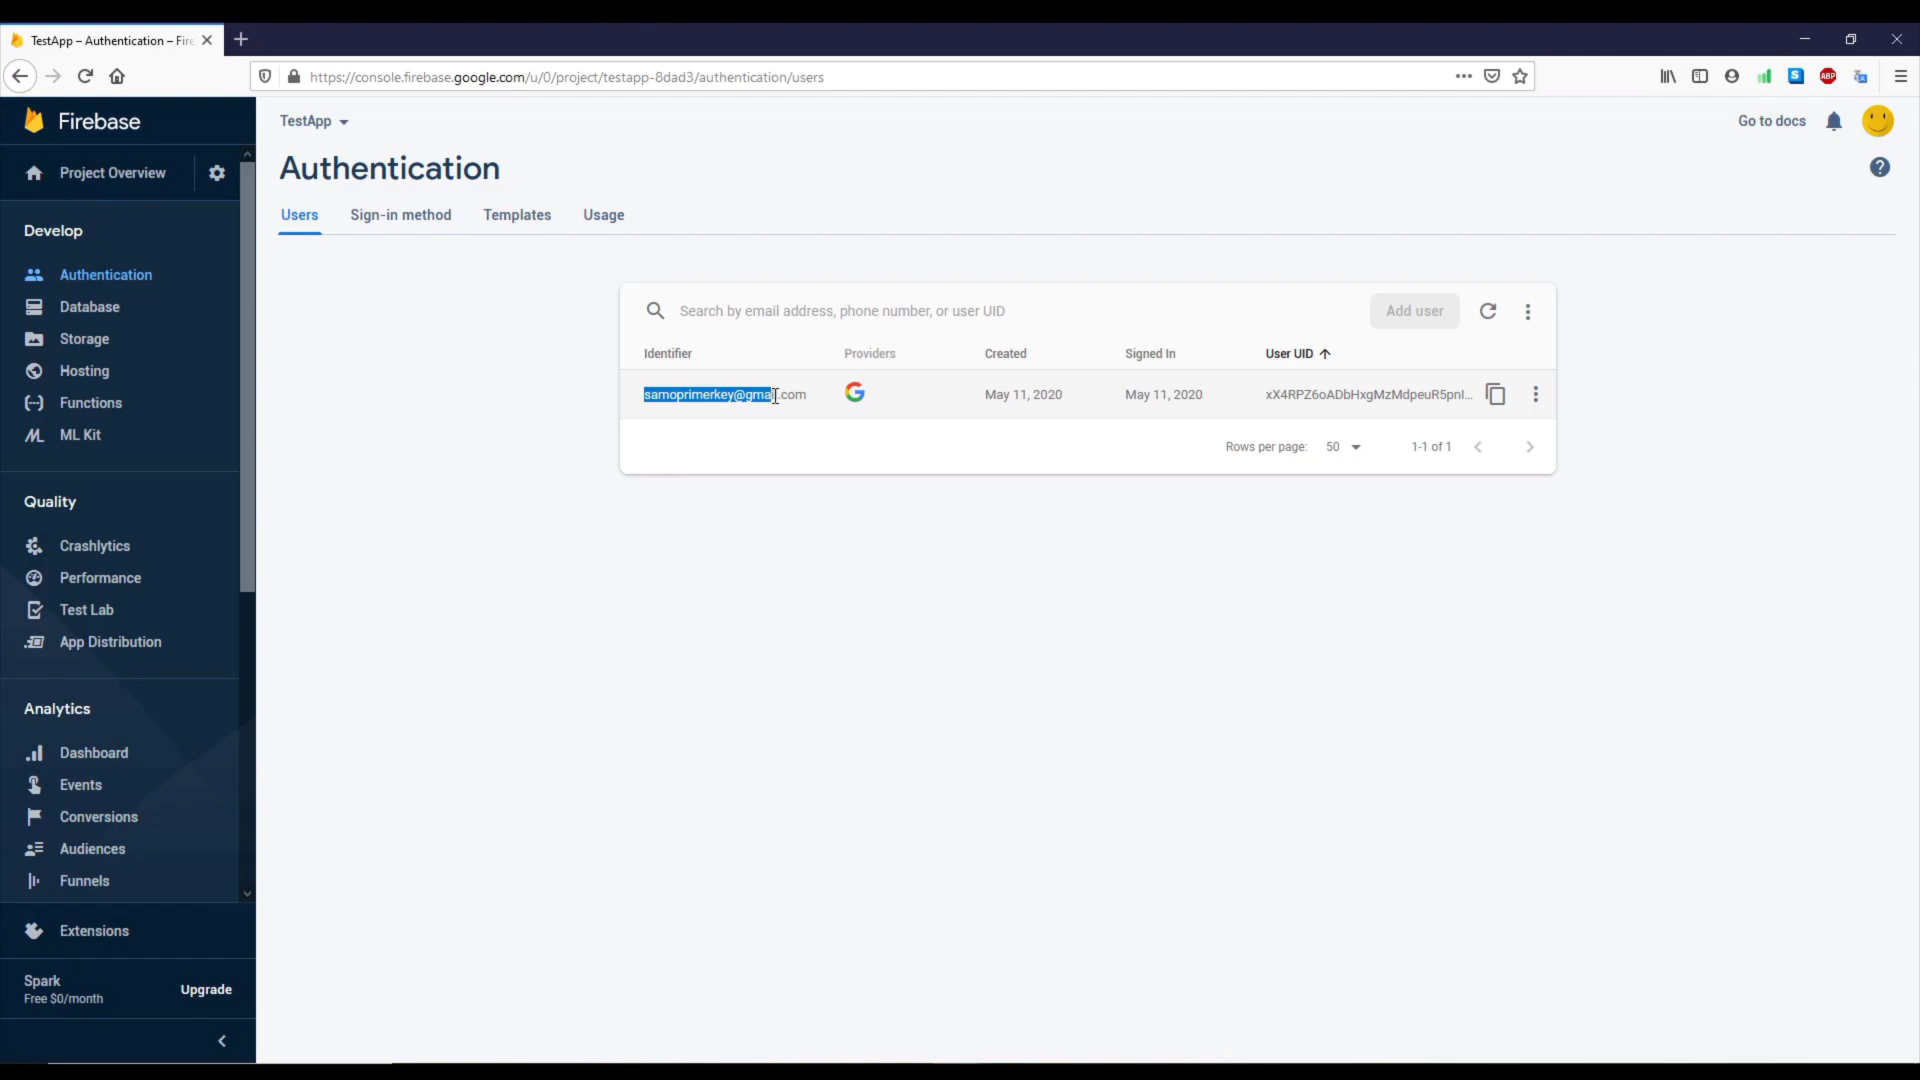 TestApp – Authentication – Fire
https://console.firebase.google.com/u/0/project/testapp-8dad3/authentication/users
ABP
Firebase
Project Overview
Develop
Authentication
Database
Storage
Hosting
Functions
ML Kit
Quality
Crashlytics
Performance
Test Lab
App Distribution
Analytics
Dashboard
Events
Conversions
Audiences
Funnels
Extensions
Spark
Free $0/month
Upgrade
TestApp
Go to docs
Authentication
Users Sign-in method Templates Usage
Search by email address, phone number, or user UID
Add user
Identifier Providers Created Signed In User UID
samoprimerkey@gmail.com May 11, 2020 May 11, 2020 xX4RPZ6oADbHxgMzMdpeuR5pnI...
Rows per page: 50 1-1 of 1